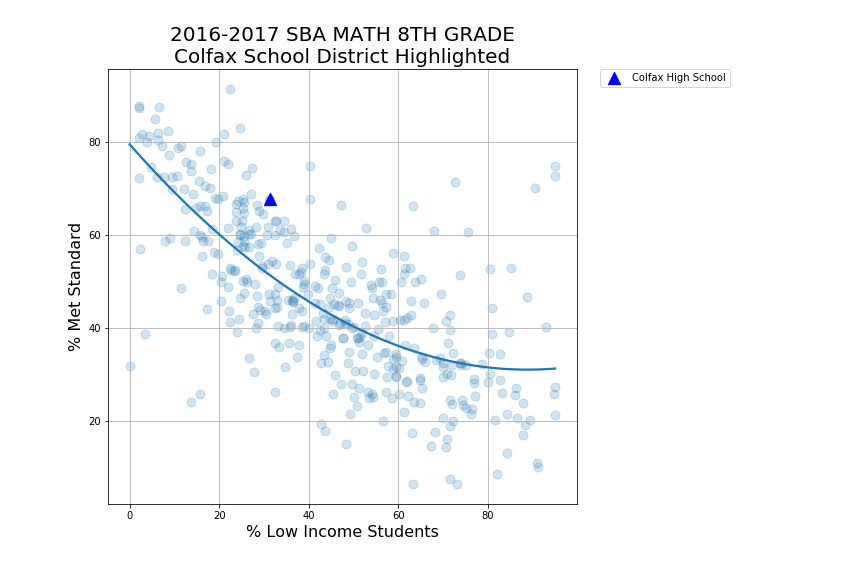 2016-2017 SBA MATH 8TH GRADE
Colfax School District Highlighted
Colfax High School
% Met Standard
80
60
40
20
0
20
40
60
80
% Low Income Students